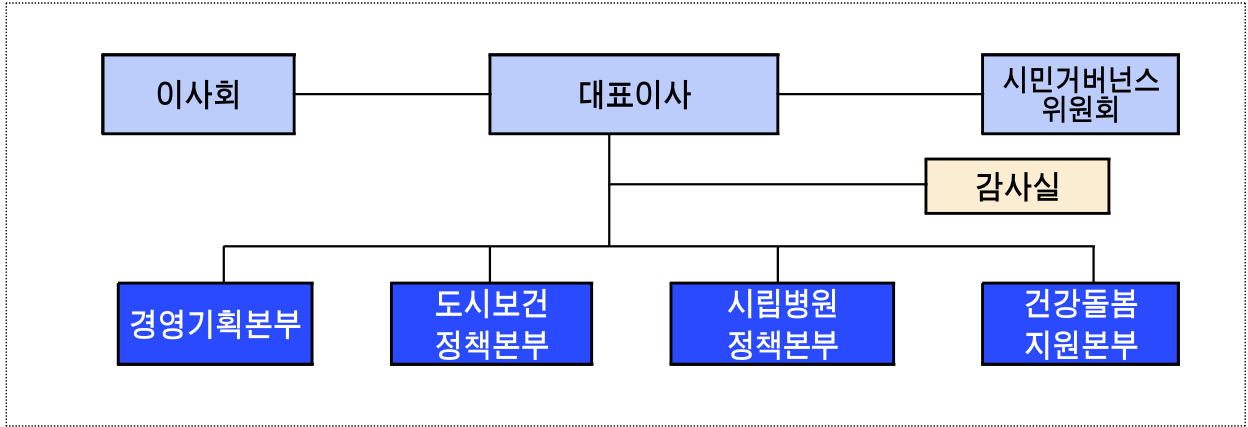 이사회
대표이사
시민거버넌스
위원회
감사실
경영기획본부
도시보건
정책본부
시립병원
정책본부
건강돌봄
지원본부